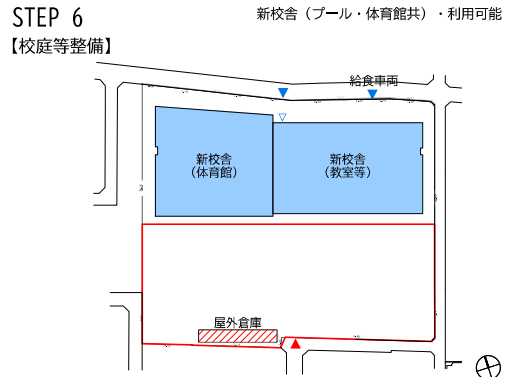 STEP 6
新校舎（プール・体育館共）・利用可能
【校庭等整備】
給食車両
新校舎
（体育館）
新校舎
（教室等）
屋外倉庫